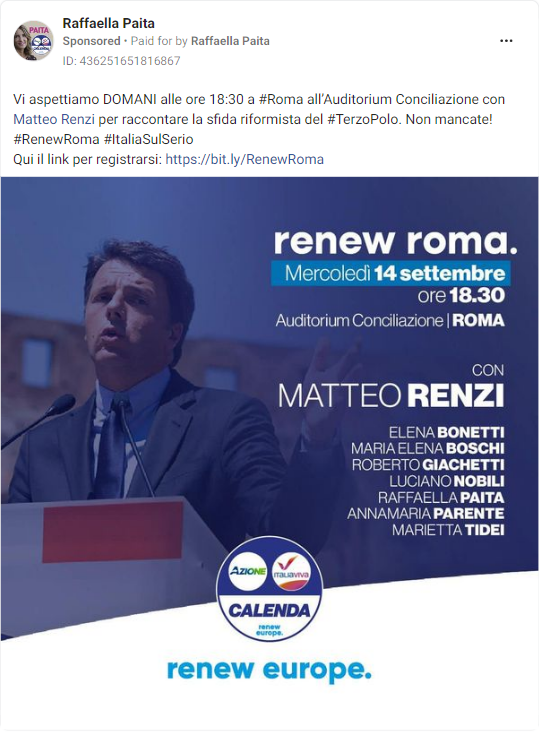 Raffaella Paita
Sponsored • Paid for by Raffaella Paita
ID: 436251651816867
Vi aspettiamo DOMANI alle ore 18:30 a #Roma all'Auditorium Conciliazione con
Matteo Renzi per raccontare la sfida riformista del #TerzoPolo. Non mancate!
#RenewRoma #ItaliaSulSerio
Qui il link per registrarsi: https://bit.ly/RenewRoma
PAITA
CALENDA
renew roma.
Mercoledì 14 settembre
ore 18.30
Auditorium Conciliazione | ROMA
CON
MATTEO RENZI
ELENA BONETTI
MARIA ELENA BOSCHI
ROBERTO GIACHETTI
LUCIANO NOBILI
RAFFAELLA PAITA
ANNAMARIA PARENTE
MARIETTA TIDEI
AZIONE
ITALIAVIVA
CALENDA
renew
europe.
renew europe.